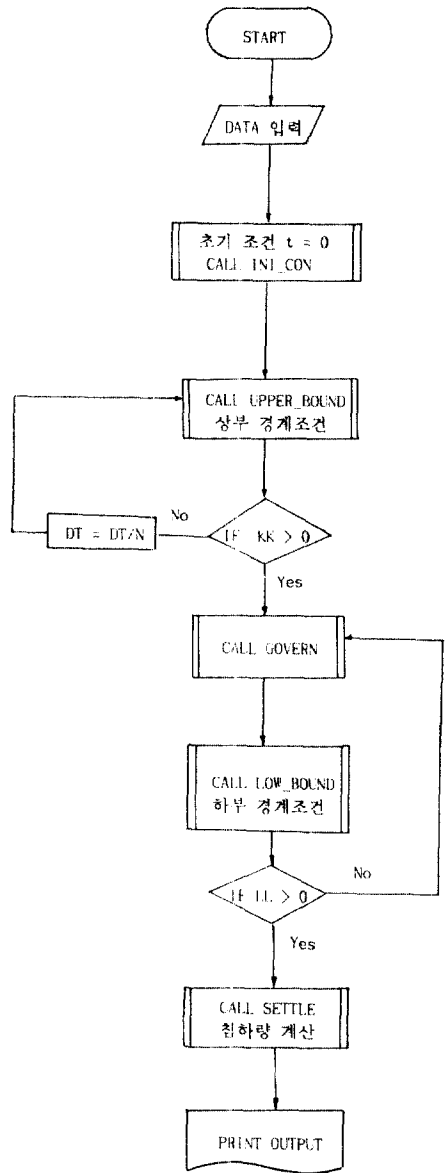 START
DATA 입력
초기 조건 t = 0
CALL INI_CON
CALL UPPER_BOUND
상부 경계조건
No
DT = DT/N
IF KK > 0
Yes
CALL GOVERN
CALL LOW_BOUND
하부 경계조건
No
IF LL > 0
Yes
CALL SETTLE
침하량 계산
PRINT OUTPUT